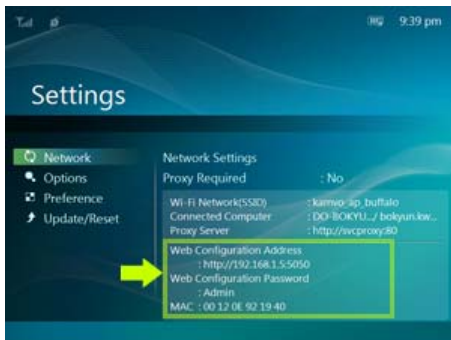 9:39 pm
Settings
Network
Options
Preference
Update/Reset
Network Settings
Proxy Required : No
Wi-Fi Network(SSID) : kamvo_ap_buffalo
Connected Computer : DO-BOKYU.../ bokyun.kw...
Proxy Server : http://svcproxy:80
Web Configuration Address
: http://192.168.1.5:5050
Web Configuration Password
: Admin
MAC : 00 12 0E 92 19 40